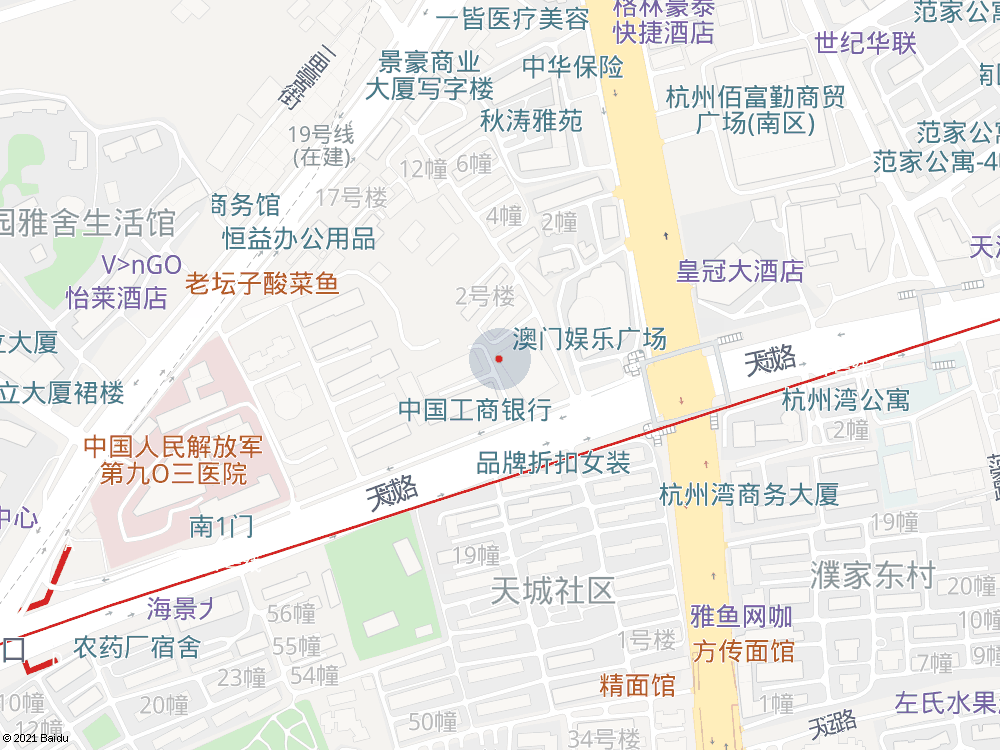 一皆医疗美容
格林豪泰
快捷酒店
范家公寓
世纪华联
景豪商业
大厦写字楼
中华保险
杭州佰富勤商贸
广场(南区)
秋涛雅苑
19号线
(在建)
范家公寓
范家公寓-4
12幢
6幢
17号楼
商务馆
4幢
2幢
园雅舍生活馆
恒益办公用品
V>nGO
怡莱酒店
老坛子酸菜鱼
皇冠大酒店
2号楼
澳门娱乐广场
立大厦
天城路
立大厦裙楼
中国工商银行
杭州湾公寓
2幢
中国人民解放军
第九〇三医院
品牌折扣女装
天城路
杭州湾商务大厦
中心
南1门
19幢
19幢
天城社区
濮家东村
20幢
海景
56幢
雅鱼网咖
10幢
口
农药厂宿舍
55幢
1号楼
方传面馆
7幢
9幢
23幢
54幢
精面馆
10幢
20幢
1幢
左氏水果
12幢
50幢
天运路
34号楼
© 2021 Baidu